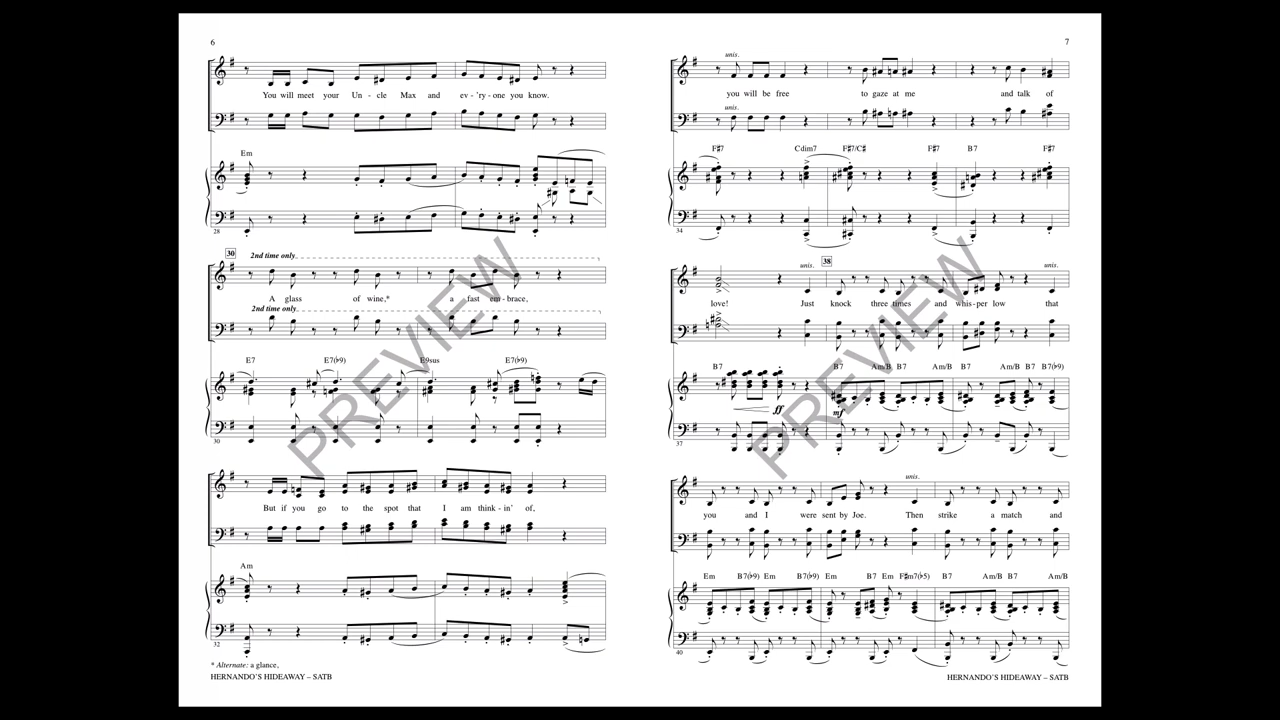 6
You will meet your Un - cle Max and ev - 'ry - one you know.
Em
28
30
2nd time only
A glass of wine,* a fast em - brace,
2nd time only
E7 E7(♭9) E9sus E7(♭9)
30
But if you go to the spot that I am think - in' of,
Am
32
* Alternate: a glance,
HERNANDO'S HIDEAWAY – SATB
7
unis.
you will be free to gaze at me and talk of
unis.
F♯7 Cdim7 F♯7/C♯ F♯7 B7 F♯7
34
unis. 38 unis.
love! Just knock three times and whis - per low that
B7 B7 Am/B B7 Am/B B7 Am/B B7 B7(♭9)
ff mf
37
unis.
you and I were sent by Joe. Then strike a match and
Em B7(♭9) Em B7(♭9) Em B7 Em F♯m7(♭5) B7 Am/B B7 Am/B
40
HERNANDO'S HIDEAWAY – SATB
PREVIEW
PREVIEW